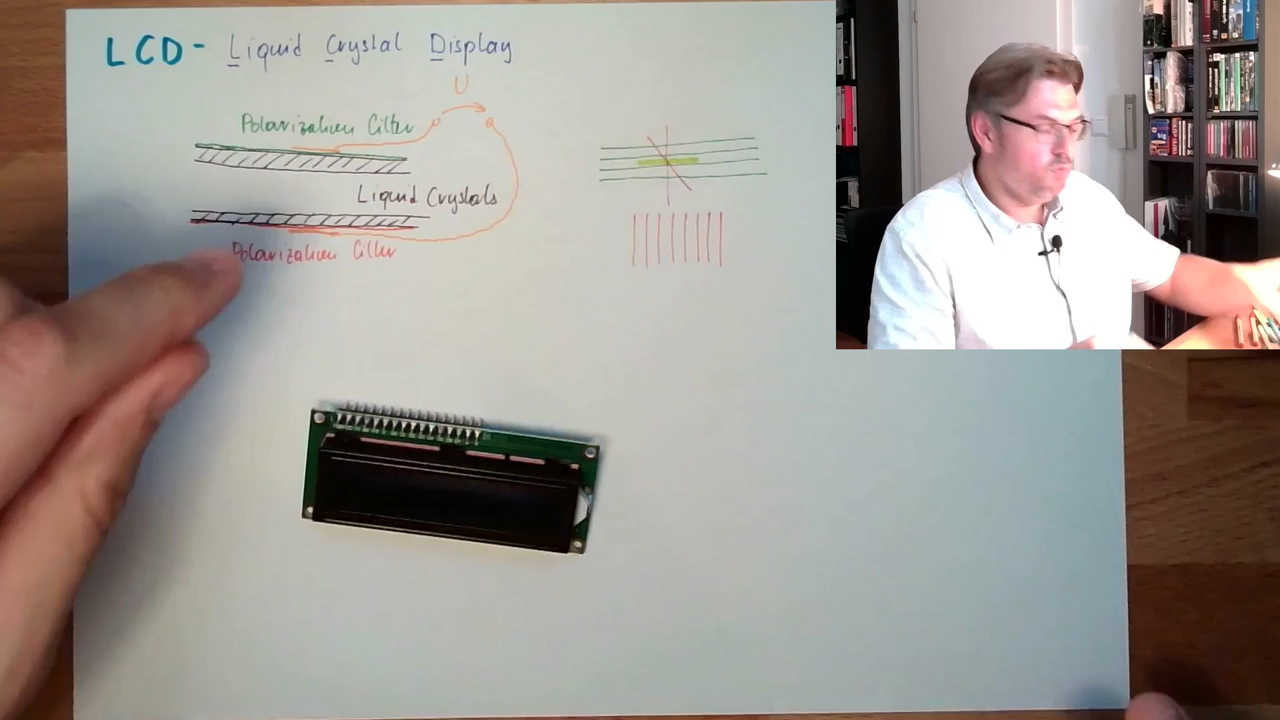 LCD - Liquid Crystal Display
U
Polarization Filter
Liquid Crystals
Polarization Filter